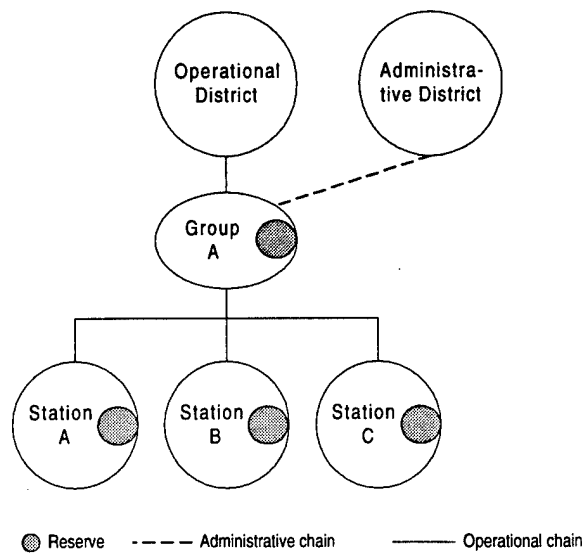 Operational
District
Administra-
tive District
Group
A
Station
A
Station
B
Station
C
Reserve
Administrative chain
Operational chain